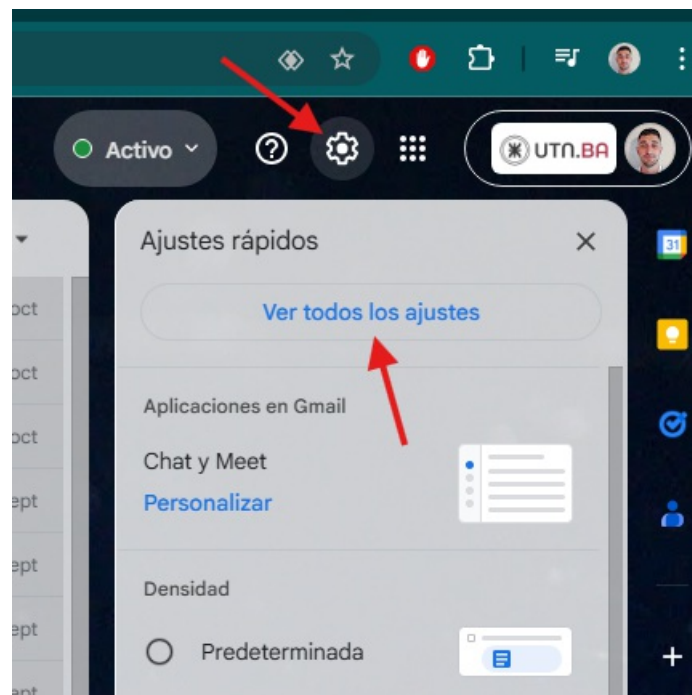 Activo
UTN.BA
Ajustes rápidos
31
Ver todos los ajustes
oct
oct
Aplicaciones en Gmail
oct
Chat y Meet
ept
Personalizar
ept
Densidad
ept
Predeterminada
ept